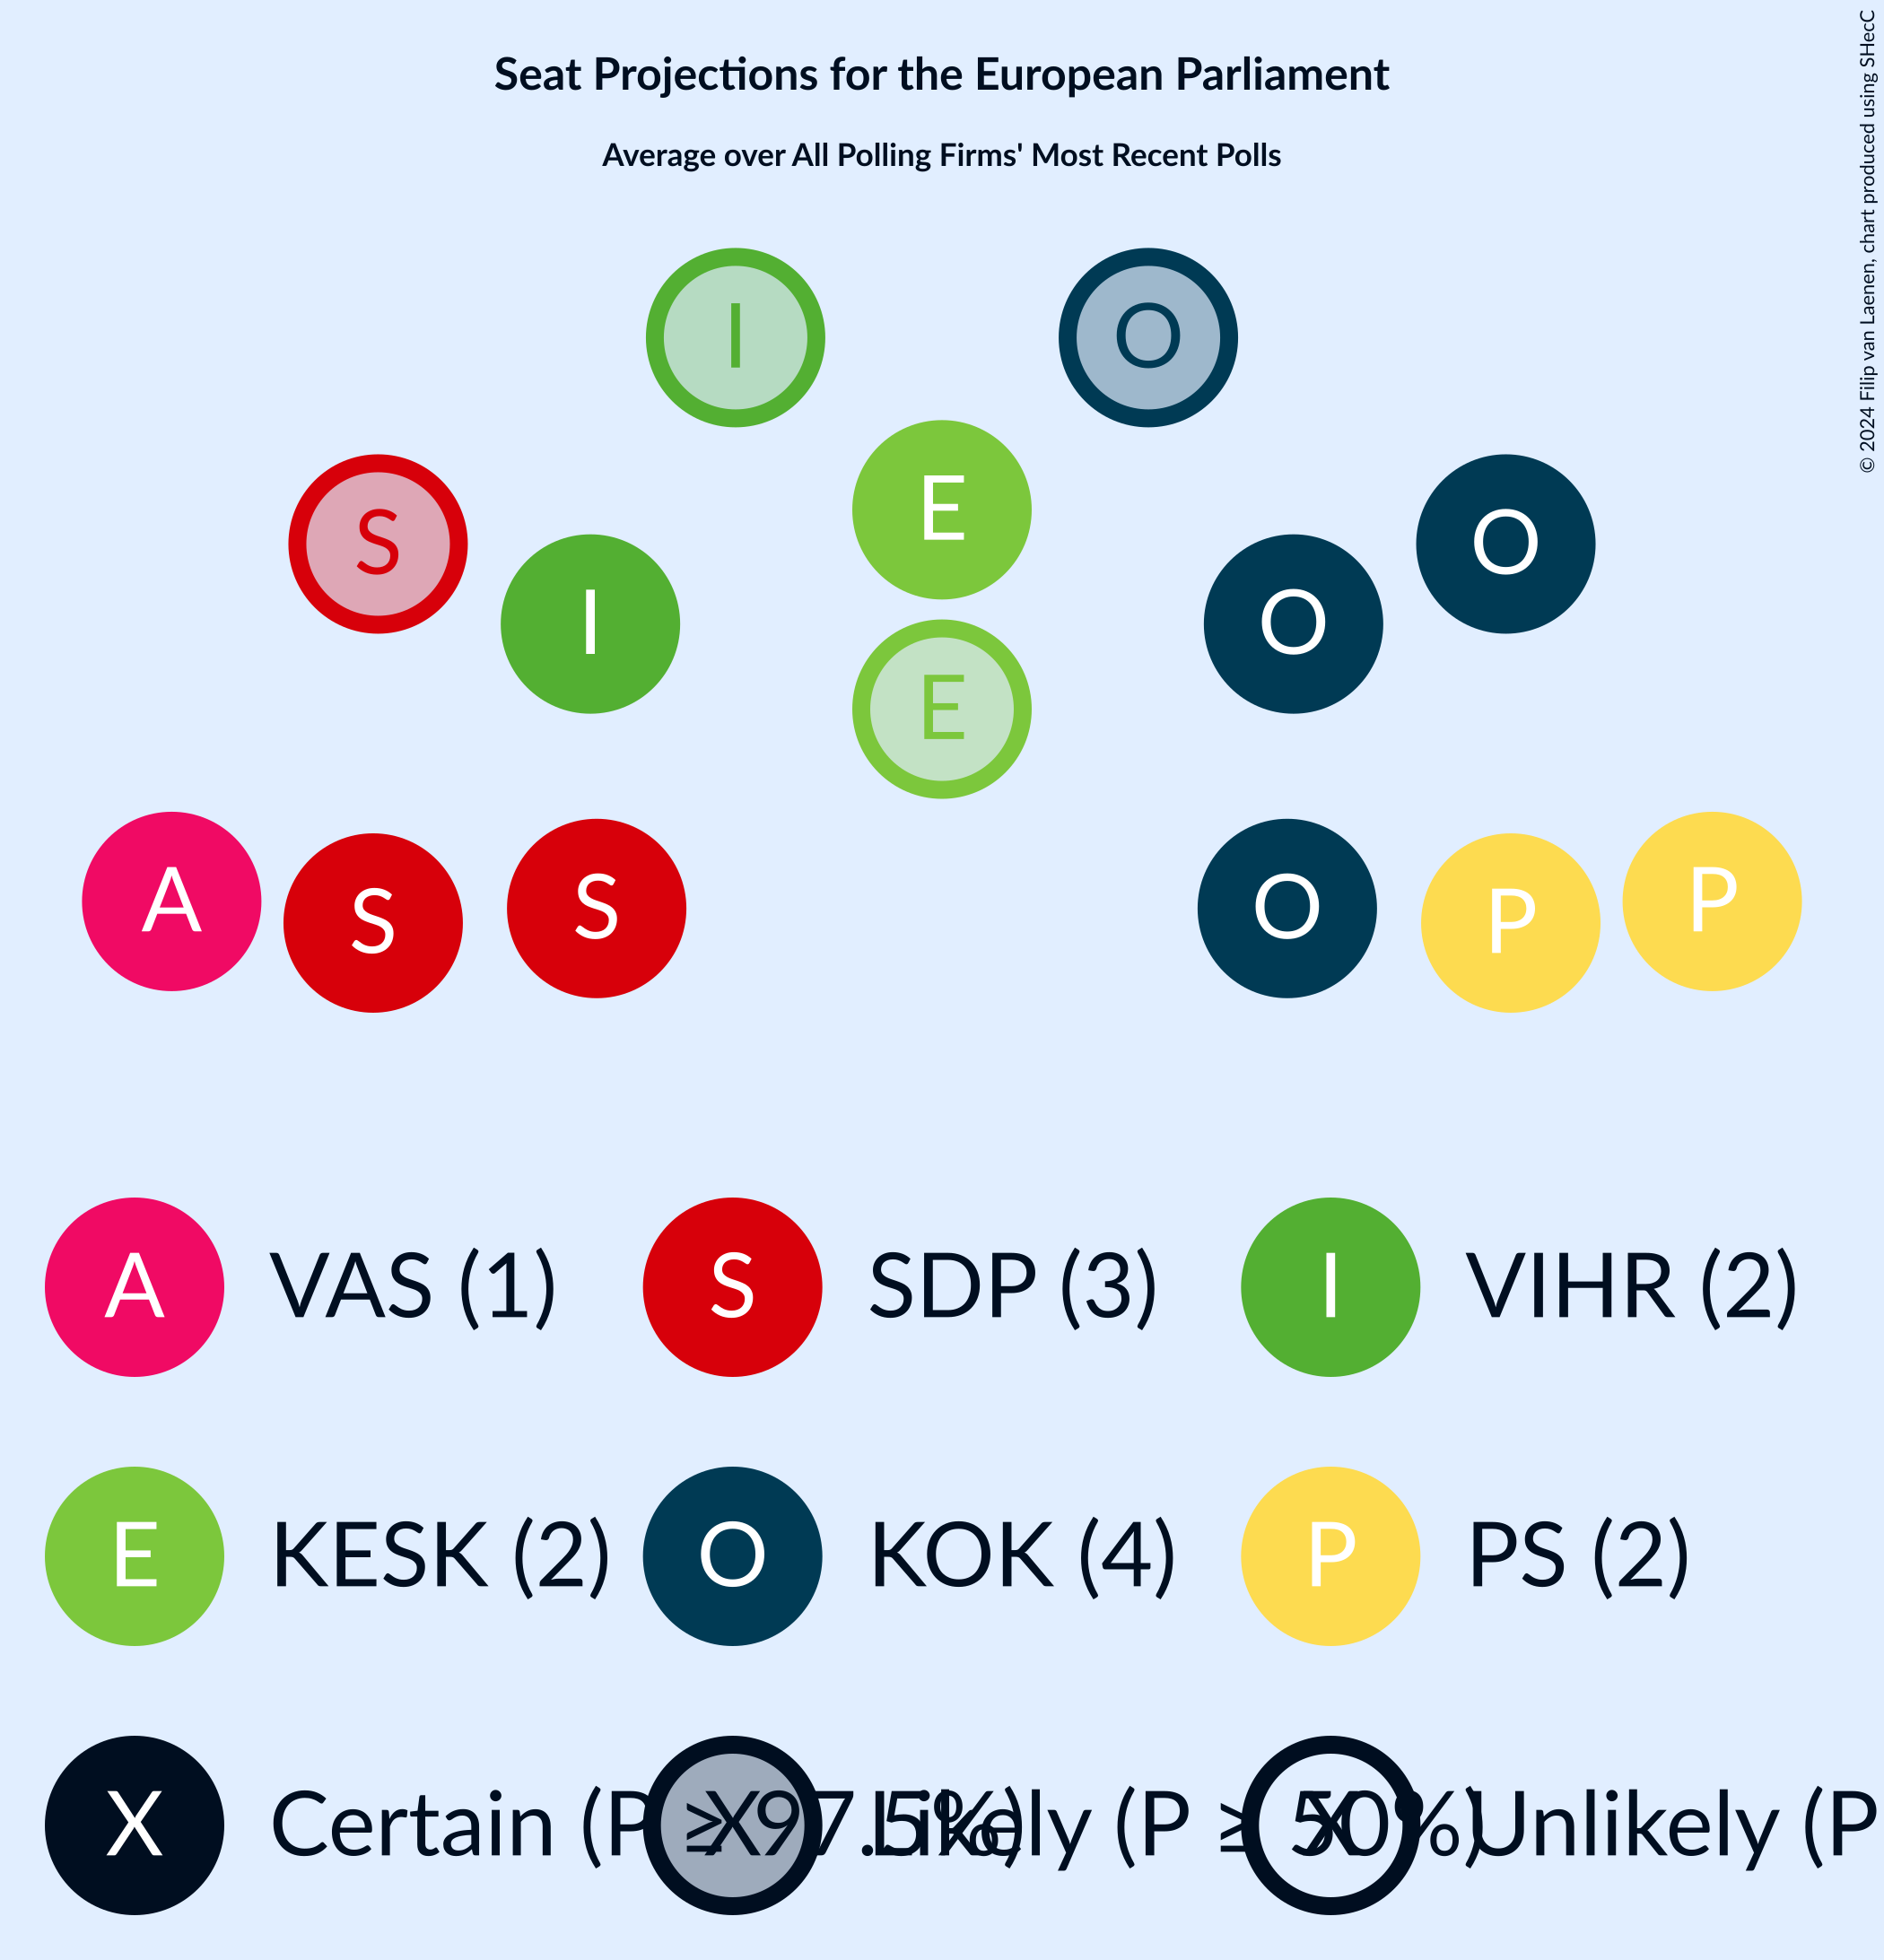 Seat Projections for the European Parliament
Average over All Polling Firms' Most Recent Polls
© 2024 Filip van Laenen, chart produced using SHecC
I O
S E O
I O
E
A S S O P P
A VAS (1) S SDP (3) I VIHR (2)
E KESK (2) O KOK (4) P PS (2)
X Certain (P ≥ 97.5%) X Likely (P ≥ 50%) X Unlikely (P